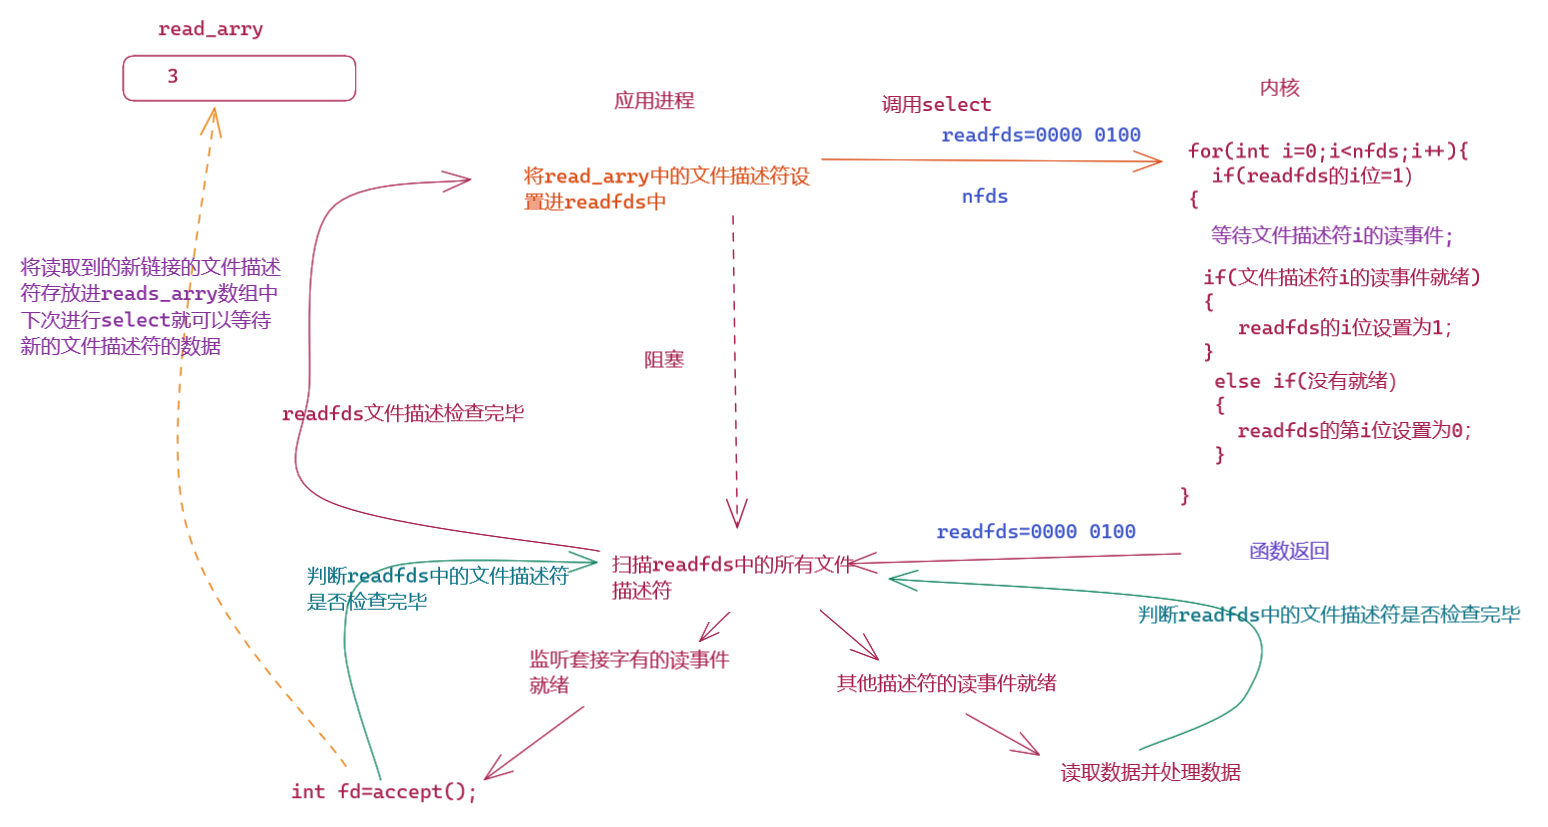 read_arry
3
应用进程
调用select
readfds=0000 0100
nfds
内核
将read_arry中的文件描述符设
置进readfds中
for(int i=0;i<nfds;i++){
if(readfds的i位=1)
{
等待文件描述符i的读事件;
if(文件描述符i的读事件就绪)
{
readfds的i位设置为1;
}
else if(没有就绪)
{
readfds的第i位设置为0;
}
}
将读取到的新链接的文件描述
符存放进reads_arry数组中
下次进行select就可以等待
新的文件描述符的数据
阻塞
readfds文件描述检查完毕
readfds=0000 0100
函数返回
扫描readfds中的所有文件
描述符
判断readfds中的文件描述符
是否检查完毕
判断readfds中的文件描述符是否检查完毕
监听套接字有的读事件
就绪
其他描述符的读事件就绪
int fd=accept();
读取数据并处理数据